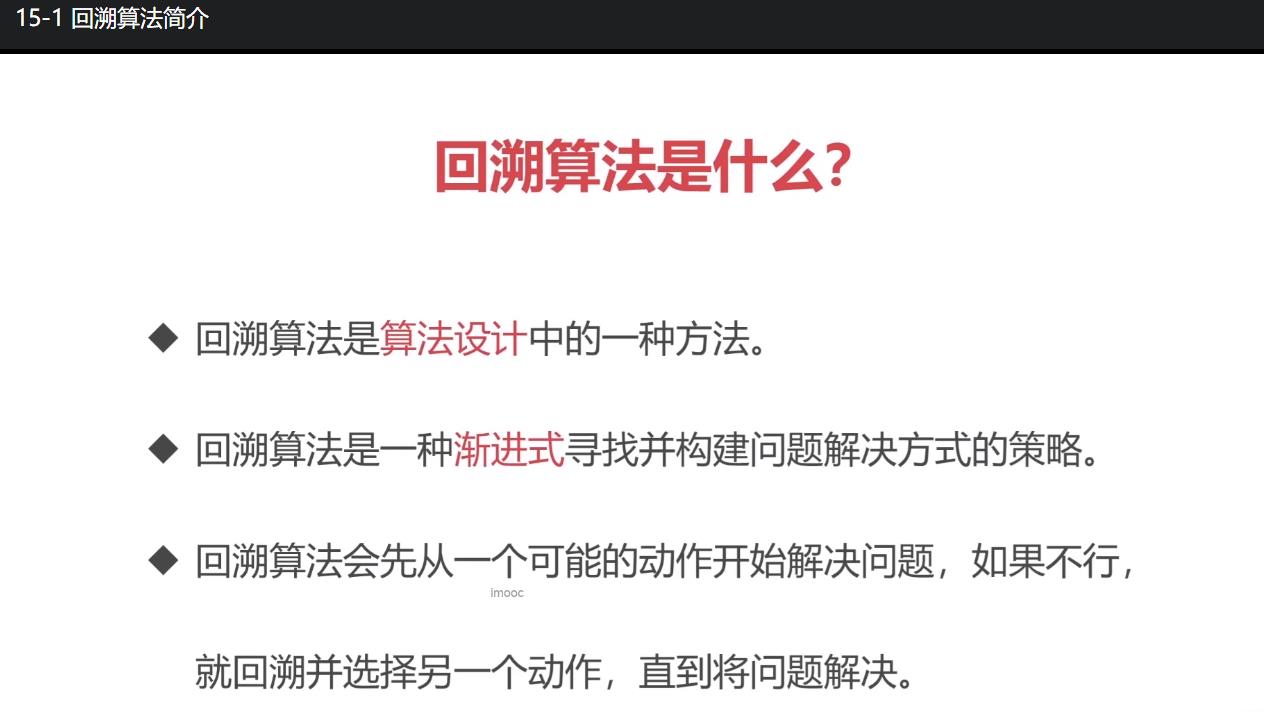 15-1 回溯算法简介
回溯算法是什么？
◆ 回溯算法是算法设计中的一种方法。
◆ 回溯算法是一种渐进式寻找并构建问题解决方式的策略。
◆ 回溯算法会先从一个可能的动作开始解决问题，如果不行，
imooc
就回溯并选择另一个动作，直到将问题解决。